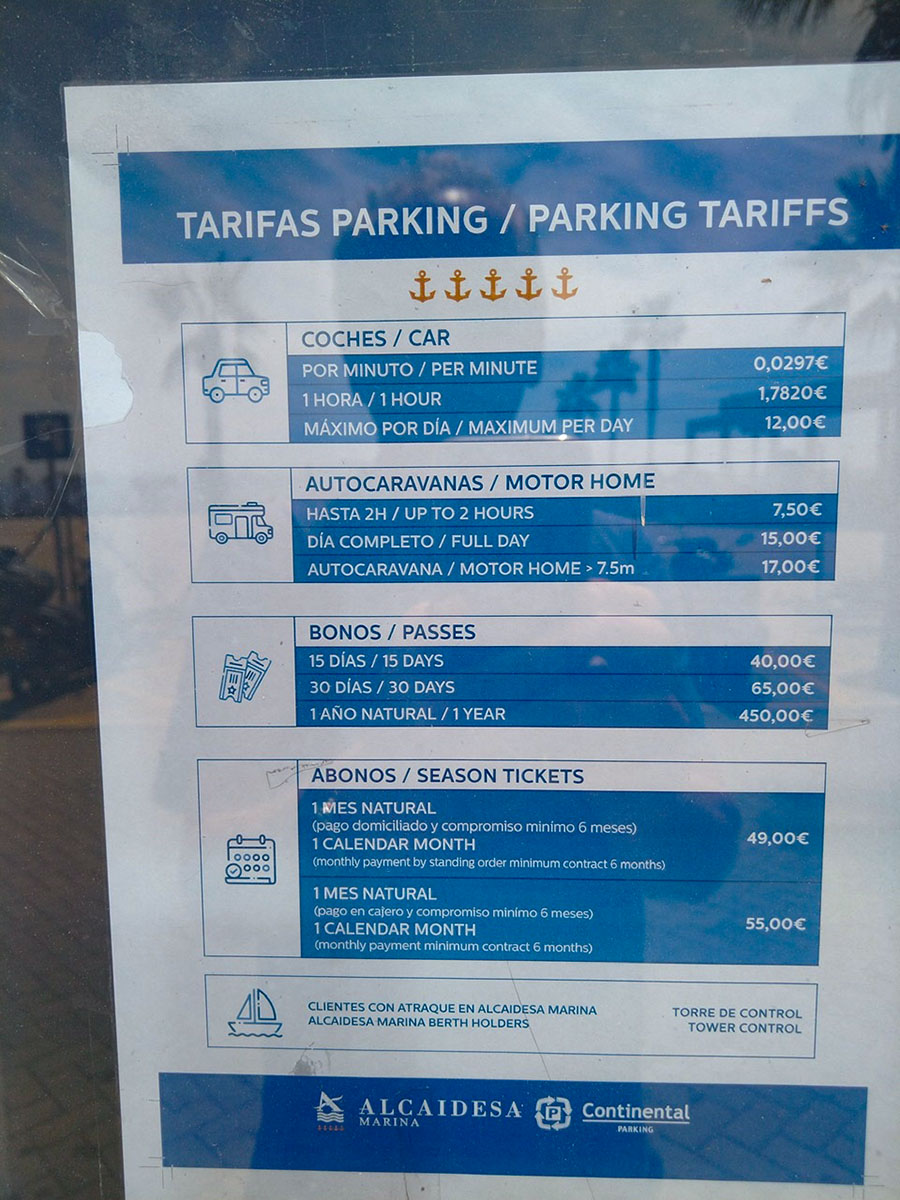 TARIFAS PARKING / PARKING TARIFFS
COCHES / CAR
POR MINUTO / PER MINUTE 0,0297€
1 HORA / 1 HOUR 1,7820€
MÁXIMO POR DÍA / MAXIMUM PER DAY 12,00€
AUTOCARAVANAS / MOTOR HOME
HASTA 2H / UP TO 2 HOURS 7,50€
DÍA COMPLETO / FULL DAY 15,00€
AUTOCARAVANA / MOTOR HOME > 7.5m 17,00€
BONOS / PASSES
15 DÍAS / 15 DAYS 40,00€
30 DÍAS / 30 DAYS 65,00€
1 AÑO NATURAL / 1 YEAR 450,00€
ABONOS / SEASON TICKETS
1 MES NATURAL
(pago domiciliado y compromiso minimo 6 meses)
1 CALENDAR MONTH
(monthly payment by standing order minimum contract 6 months)
49,00€
1 MES NATURAL
(pago en cajero y compromiso minímo 6 meses)
1 CALENDAR MONTH
(monthly payment minimum contract 6 months)
55,00€
CLIENTES CON ATRAQUE EN ALCAIDESA MARINA
ALCAIDESA MARINA BERTH HOLDERS
TORRE DE CONTROL
TOWER CONTROL
ALCAIDESA
MARINA
P
Continental
PARKING